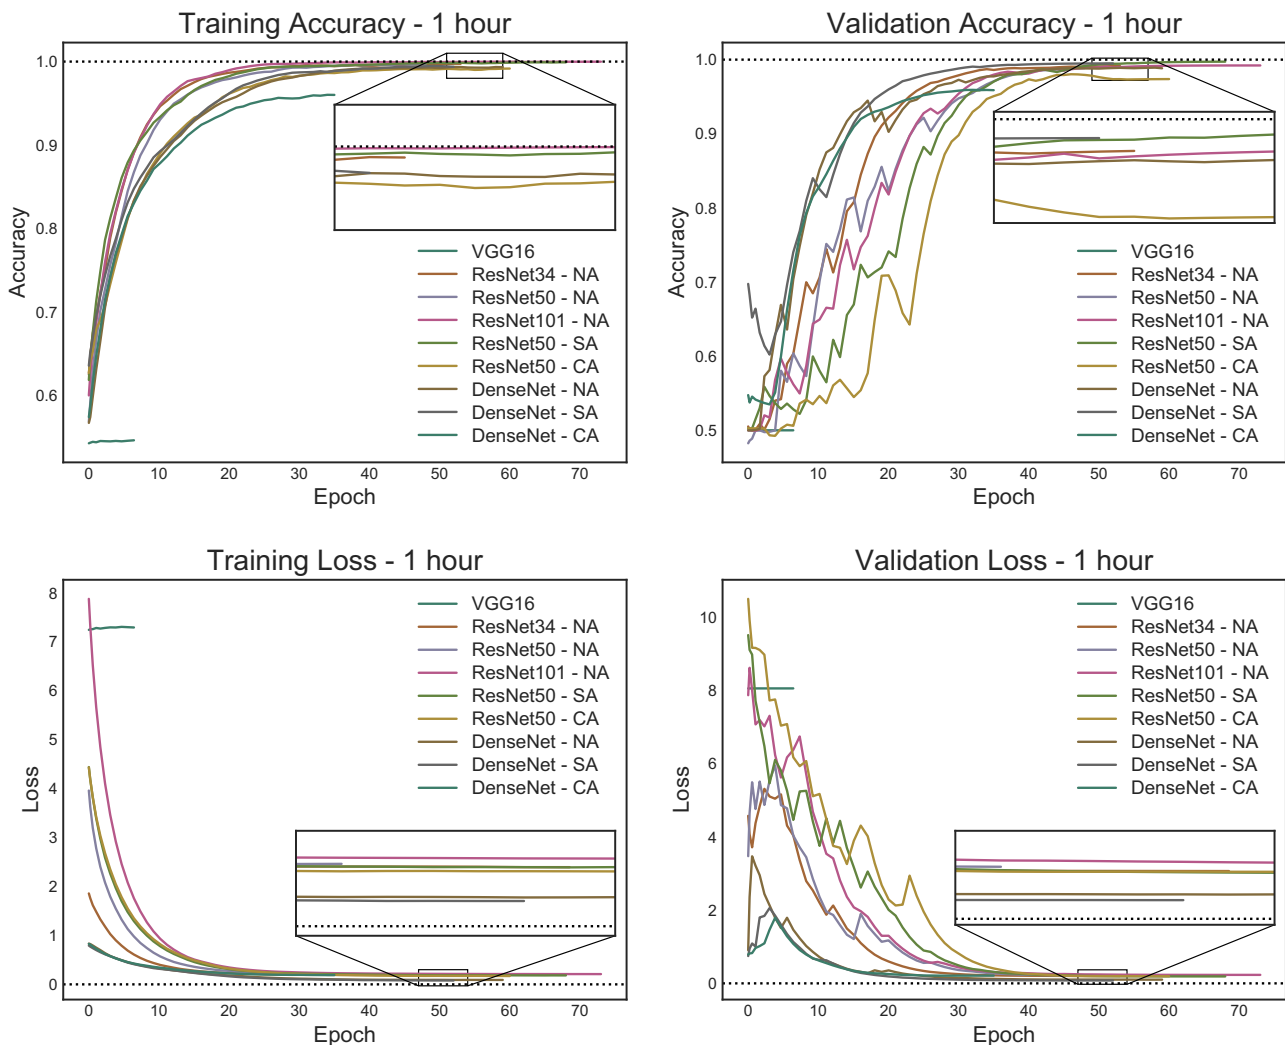 Training Accuracy - 1 hour
1.0
0.9
0.8
0.7
0.6
Accuracy
VGG16
ResNet34 - NA
ResNet50 - NA
ResNet101 - NA
ResNet50 - SA
ResNet50 - CA
DenseNet - NA
DenseNet - SA
DenseNet - CA
0 10 20 30 40 50 60 70
Epoch
Validation Accuracy - 1 hour
1.0
0.9
0.8
0.7
0.6
0.5
Accuracy
VGG16
ResNet34 - NA
ResNet50 - NA
ResNet101 - NA
ResNet50 - SA
ResNet50 - CA
DenseNet - NA
DenseNet - SA
DenseNet - CA
0 10 20 30 40 50 60 70
Epoch
Training Loss - 1 hour
8
7
6
5
4
3
2
1
0
Loss
VGG16
ResNet34 - NA
ResNet50 - NA
ResNet101 - NA
ResNet50 - SA
ResNet50 - CA
DenseNet - NA
DenseNet - SA
DenseNet - CA
0 10 20 30 40 50 60 70
Epoch
Validation Loss - 1 hour
10
8
6
4
2
0
Loss
VGG16
ResNet34 - NA
ResNet50 - NA
ResNet101 - NA
ResNet50 - SA
ResNet50 - CA
DenseNet - NA
DenseNet - SA
DenseNet - CA
0 10 20 30 40 50 60 70
Epoch